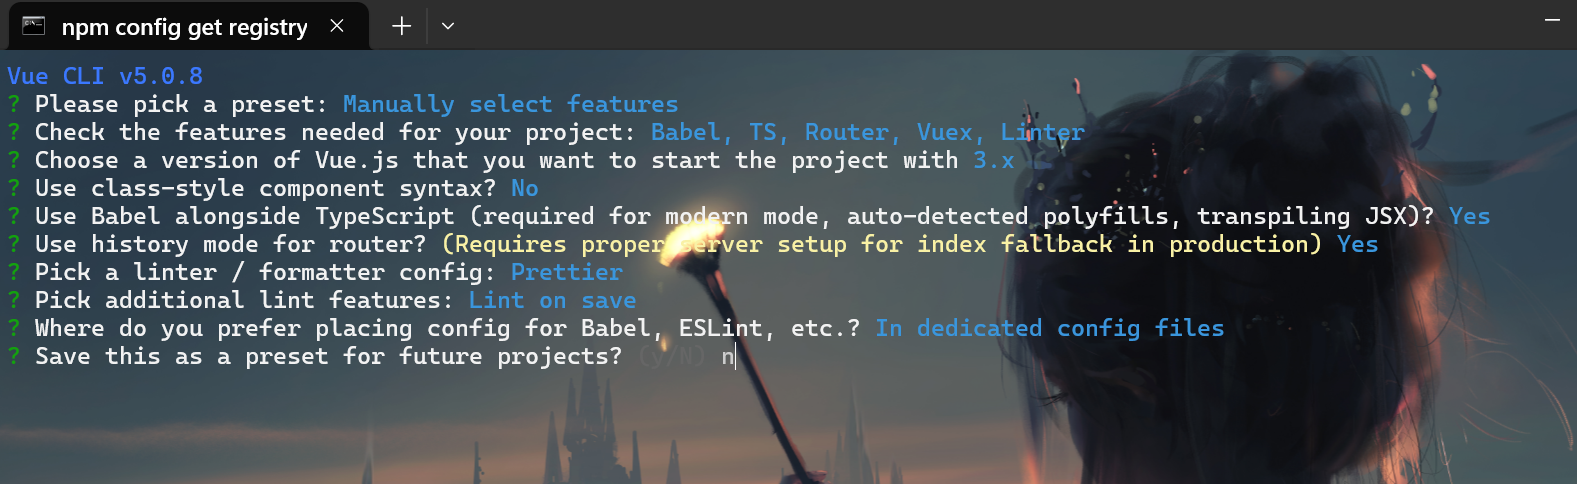 npm config get registry
Vue CLI v5.0.8
? Please pick a preset: Manually select features
? Check the features needed for your project: Babel, TS, Router, Vuex, Linter
? Choose a version of Vue.js that you want to start the project with 3.x
? Use class-style component syntax? No
? Use Babel alongside TypeScript (required for modern mode, auto-detected polyfills, transpiling JSX)? Yes
? Use history mode for router? (Requires proper server setup for index fallback in production) Yes
? Pick a linter / formatter config: Prettier
? Pick additional lint features: Lint on save
? Where do you prefer placing config for Babel, ESLint, etc.? In dedicated config files
? Save this as a preset for future projects? (y/N) n